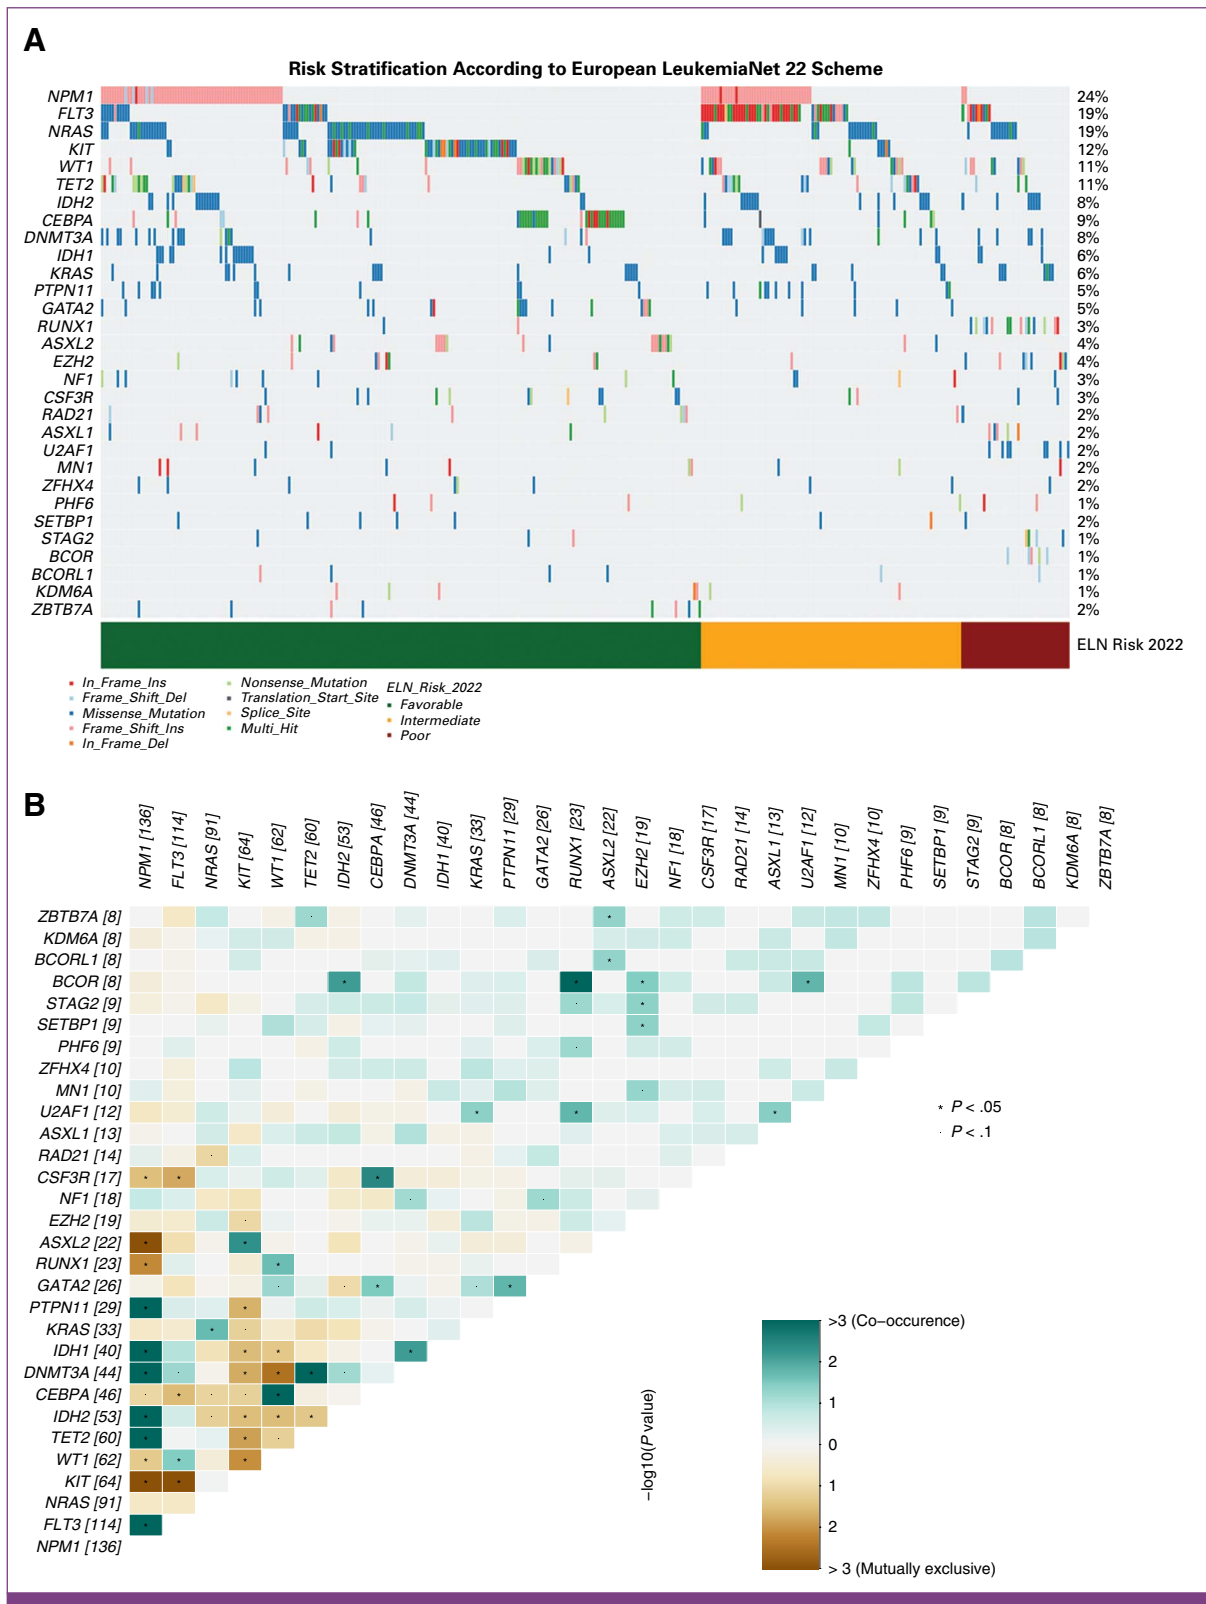 A
Risk Stratification According to European LeukemiaNet 22 Scheme
NPM1 24%
FLT3 19%
NRAS 19%
KIT 12%
WT1 11%
TET2 11%
IDH2 8%
CEBPA 9%
DNMT3A 8%
IDH1 6%
KRAS 6%
PTPN11 5%
GATA2 5%
RUNX1 3%
ASXL2 4%
EZH2 4%
NF1 3%
CSF3R 3%
RAD21 2%
ASXL1 2%
U2AF1 2%
MN1 2%
ZFHX4 2%
PHF6 1%
SETBP1 2%
STAG2 1%
BCOR 1%
BCORL1 1%
KDM6A 1%
ZBTB7A 2%
ELN Risk 2022
In_Frame_Ins
Frame_Shift_Del
Missense_Mutation
Frame_Shift_Ins
In_Frame_Del
Nonsense_Mutation
Translation_Start_Site
Splice_Site
Multi_Hit
ELN_Risk_2022
Favorable
Intermediate
Poor
B
NPM1 [136]
FLT3 [114]
NRAS [91]
KIT [64]
WT1 [62]
TET2 [60]
IDH2 [53]
CEBPA [46]
DNMT3A [44]
IDH1 [40]
KRAS [33]
PTPN11 [29]
GATA2 [26]
RUNX1 [23]
ASXL2 [22]
EZH2 [19]
NF1 [18]
CSF3R [17]
RAD21 [14]
ASXL1 [13]
U2AF1 [12]
MN1 [10]
ZFHX4 [10]
PHF6 [9]
SETBP1 [9]
STAG2 [9]
BCOR [8]
BCORL1 [8]
KDM6A [8]
ZBTB7A [8]
ZBTB7A [8]
KDM6A [8]
BCORL1 [8]
BCOR [8]
STAG2 [9]
SETBP1 [9]
PHF6 [9]
ZFHX4 [10]
MN1 [10]
U2AF1 [12]
ASXL1 [13]
RAD21 [14]
CSF3R [17]
NF1 [18]
EZH2 [19]
ASXL2 [22]
RUNX1 [23]
GATA2 [26]
PTPN11 [29]
KRAS [33]
IDH1 [40]
DNMT3A [44]
CEBPA [46]
IDH2 [53]
TET2 [60]
WT1 [62]
KIT [64]
NRAS [91]
FLT3 [114]
NPM1 [136]
* P < .05
· P < .1
−log10(P value)
>3 (Co-occurence)
2
1
0
1
2
> 3 (Mutually exclusive)